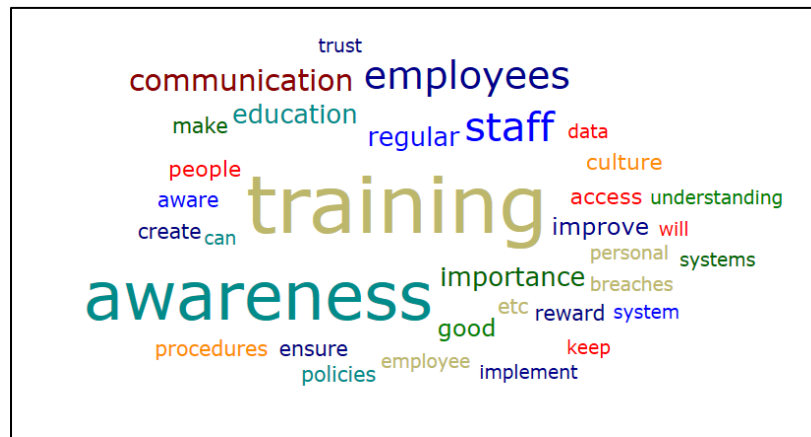 trust
communication employees
make education regular staff data
people culture
aware training access understanding
create can improve will
personal systems
awareness importance breaches
etc reward system
good
procedures ensure employee keep
policies implement